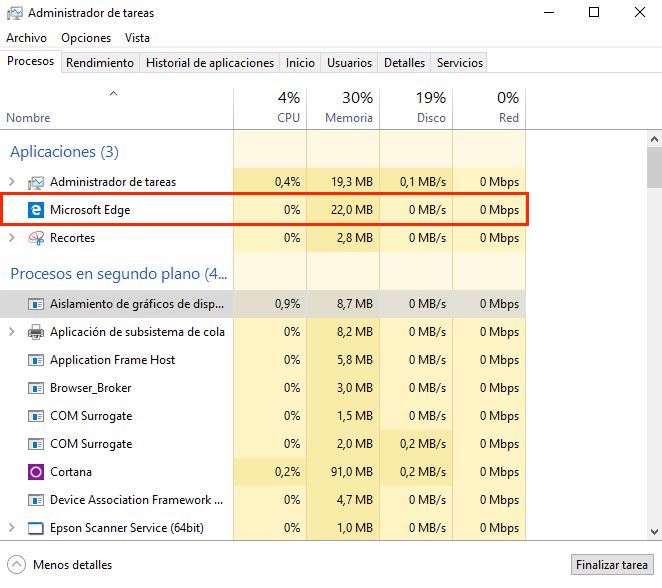 Administrador de tareas
Archivo Opciones Vista
Procesos Rendimiento Historial de aplicaciones Inicio Usuarios Detalles Servicios
4% 30% 19% 0%
Nombre CPU Memoria Disco Red
Aplicaciones (3)
Administrador de tareas 0,4% 19,3 MB 0,1 MB/s 0 Mbps
Microsoft Edge 0% 22,0 MB 0 MB/s 0 Mbps
Recortes 0% 2,8 MB 0 MB/s 0 Mbps
Procesos en segundo plano (4...
Aislamiento de gráficos de disp... 0,9% 8,7 MB 0 MB/s 0 Mbps
Aplicación de subsistema de cola 0% 8,2 MB 0 MB/s 0 Mbps
Application Frame Host 0% 5,8 MB 0 MB/s 0 Mbps
Browser_Broker 0% 3,0 MB 0 MB/s 0 Mbps
COM Surrogate 0% 1,5 MB 0 MB/s 0 Mbps
COM Surrogate 0% 2,0 MB 0,2 MB/s 0 Mbps
Cortana 0,2% 91,0 MB 0,2 MB/s 0 Mbps
Device Association Framework ... 0% 4,7 MB 0 MB/s 0 Mbps
Epson Scanner Service (64bit) 0% 1,0 MB 0 MB/s 0 Mbps
Menos detalles Finalizar tarea